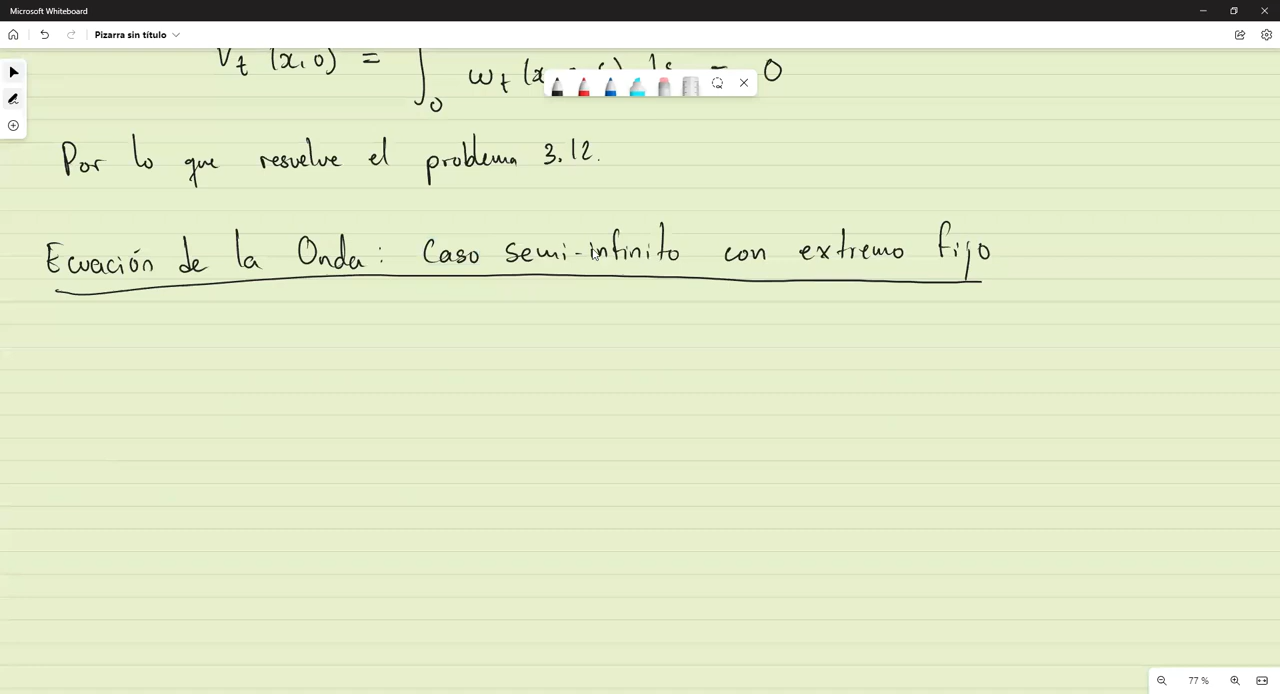 Microsoft Whiteboard
Pizarra sin título
V_t (x, 0) = ∫_0 ω_t (x 0
Por lo que resuelve el problema 3.12.
Ecuación de la Onda: Caso semi-infinito con extremo fijo
77 %